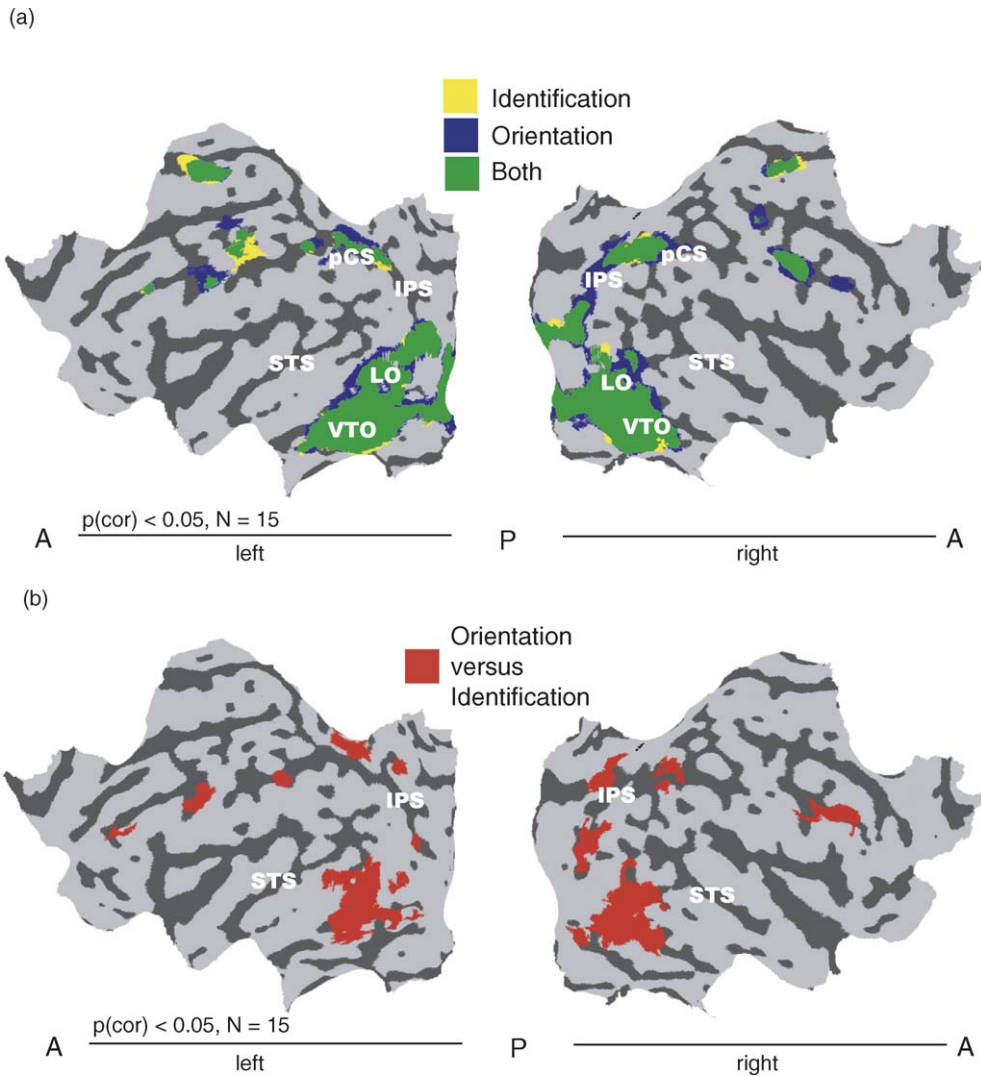 (a)
Identification
Orientation
Both
pCS
IPS
STS
LO
VTO
pCS
IPS
STS
LO
VTO
p(cor) < 0.05, N = 15
A
left
P
right
A
(b)
Orientation
versus
Identification
IPS
STS
IPS
STS
p(cor) < 0.05, N = 15
A
left
P
right
A